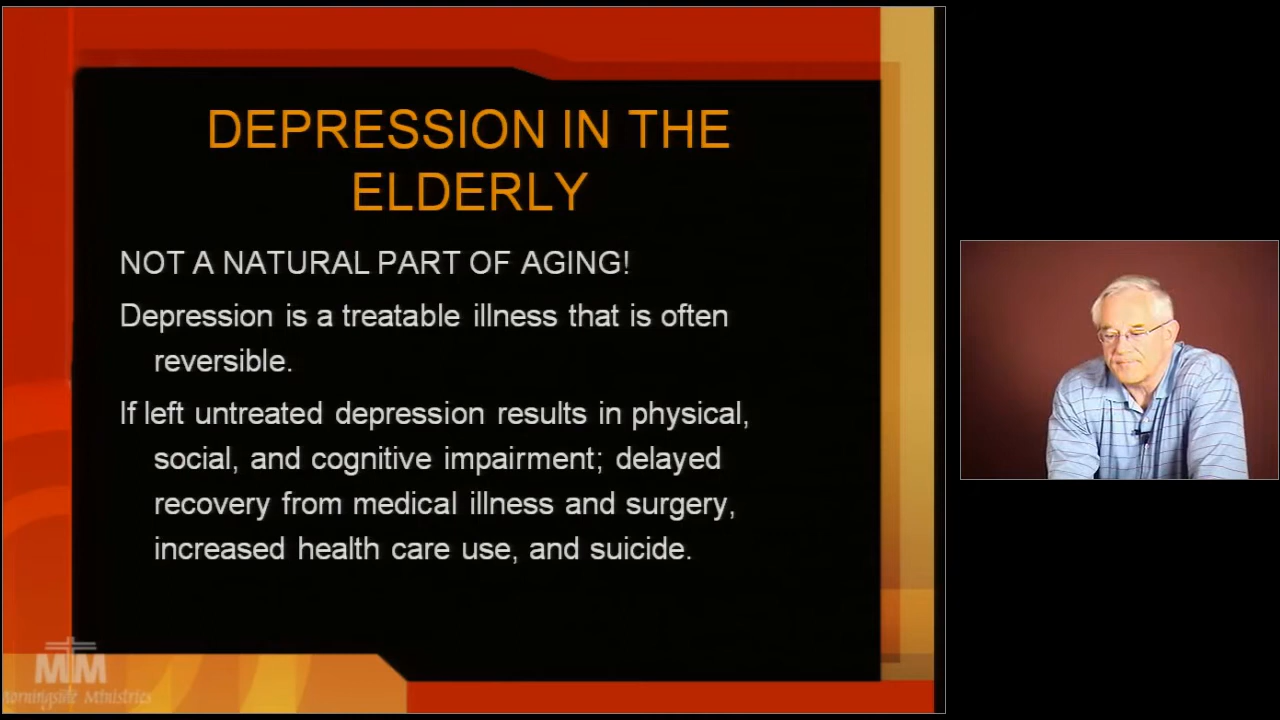 DEPRESSION IN THE
ELDERLY
NOT A NATURAL PART OF AGING!
Depression is a treatable illness that is often
reversible.
If left untreated depression results in physical,
social, and cognitive impairment; delayed
recovery from medical illness and surgery,
increased health care use, and suicide.
MM
Morningside Ministries